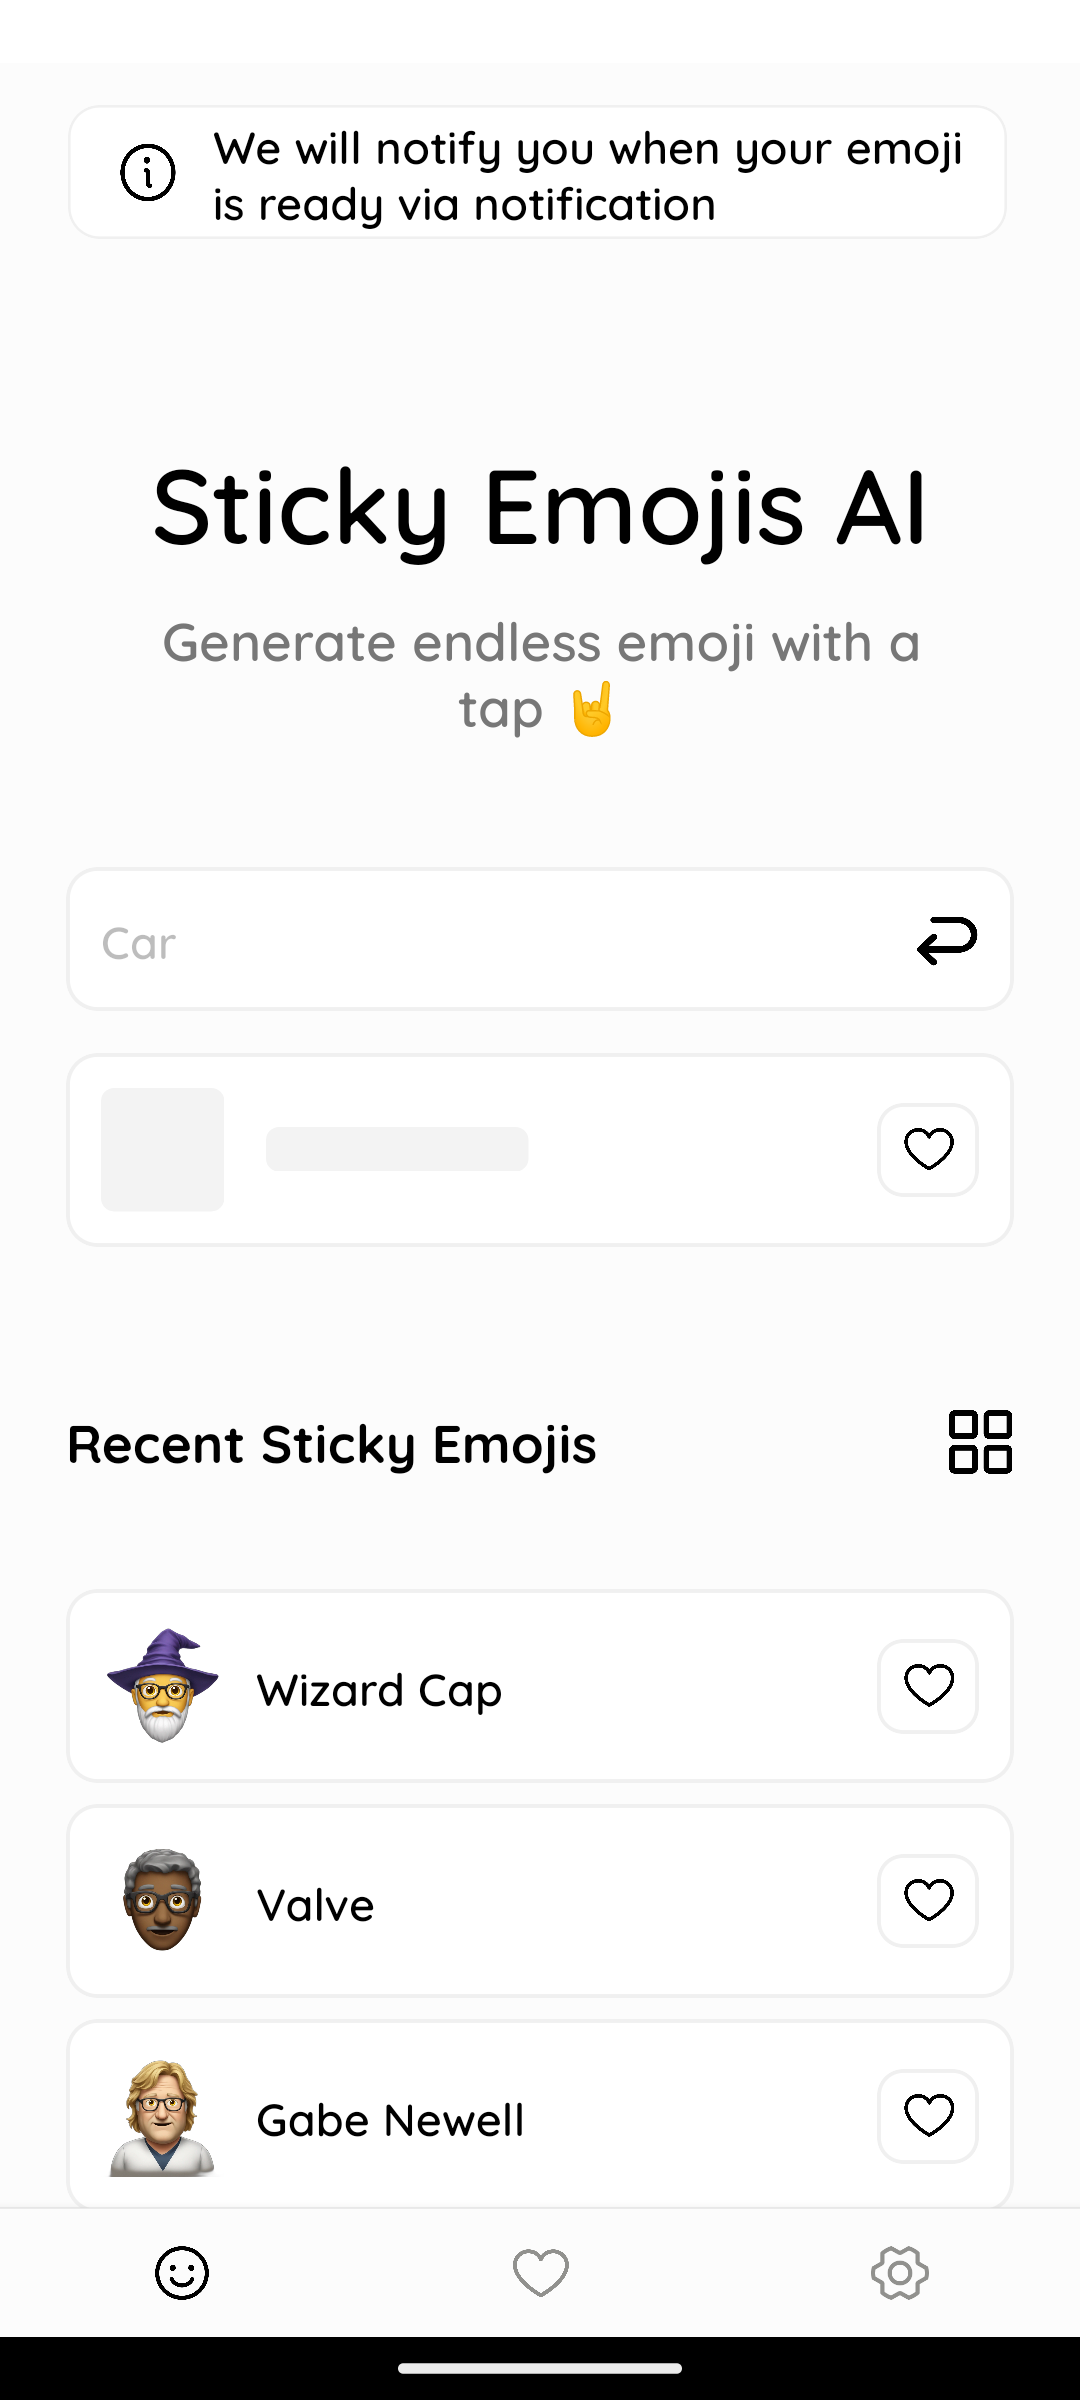 We will notify you when your emoji
is ready via notification
Sticky Emojis AI
Generate endless emoji with a
tap 🤘
Car
Recent Sticky Emojis
Wizard Cap
Valve
Gabe Newell